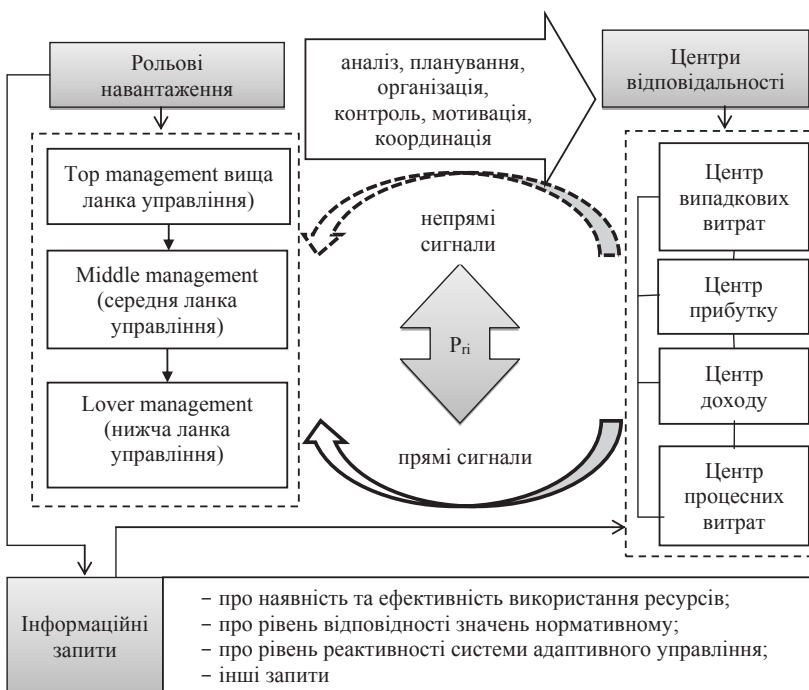 Рольові
навантаження
аналіз, планування,
організація,
контроль, мотивація,
координація
Центри
відповідальності
Top management вища
ланка управління)
Middle management
(середня ланка
управління)
Lover management
(нижча ланка
управління)
непрямі
сигнали
P ri
прямі сигнали
Центр
випадкових
витрат
Центр
прибутку
Центр
доходу
Центр
процесних
витрат
Інформаційні
запити
– про наявність та ефективність використання ресурсів;
– про рівень відповідності значень нормативному;
– про рівень реактивності системи адаптивного управління;
– інші запити